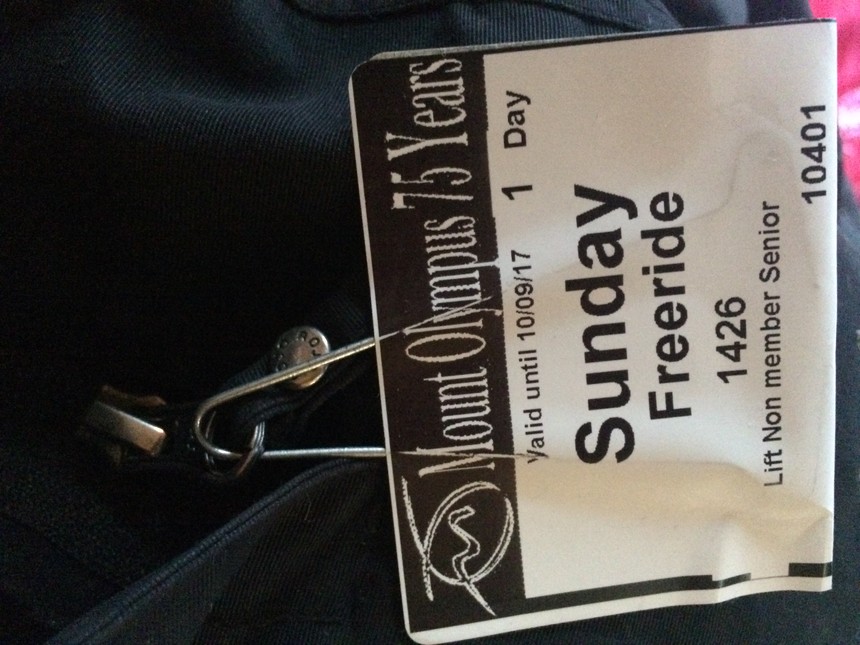 Mount Olympus 75 Years
Valid until 10/09/17 1 Day
Sunday
Freeride
1426
Lift Non member Senior
10401